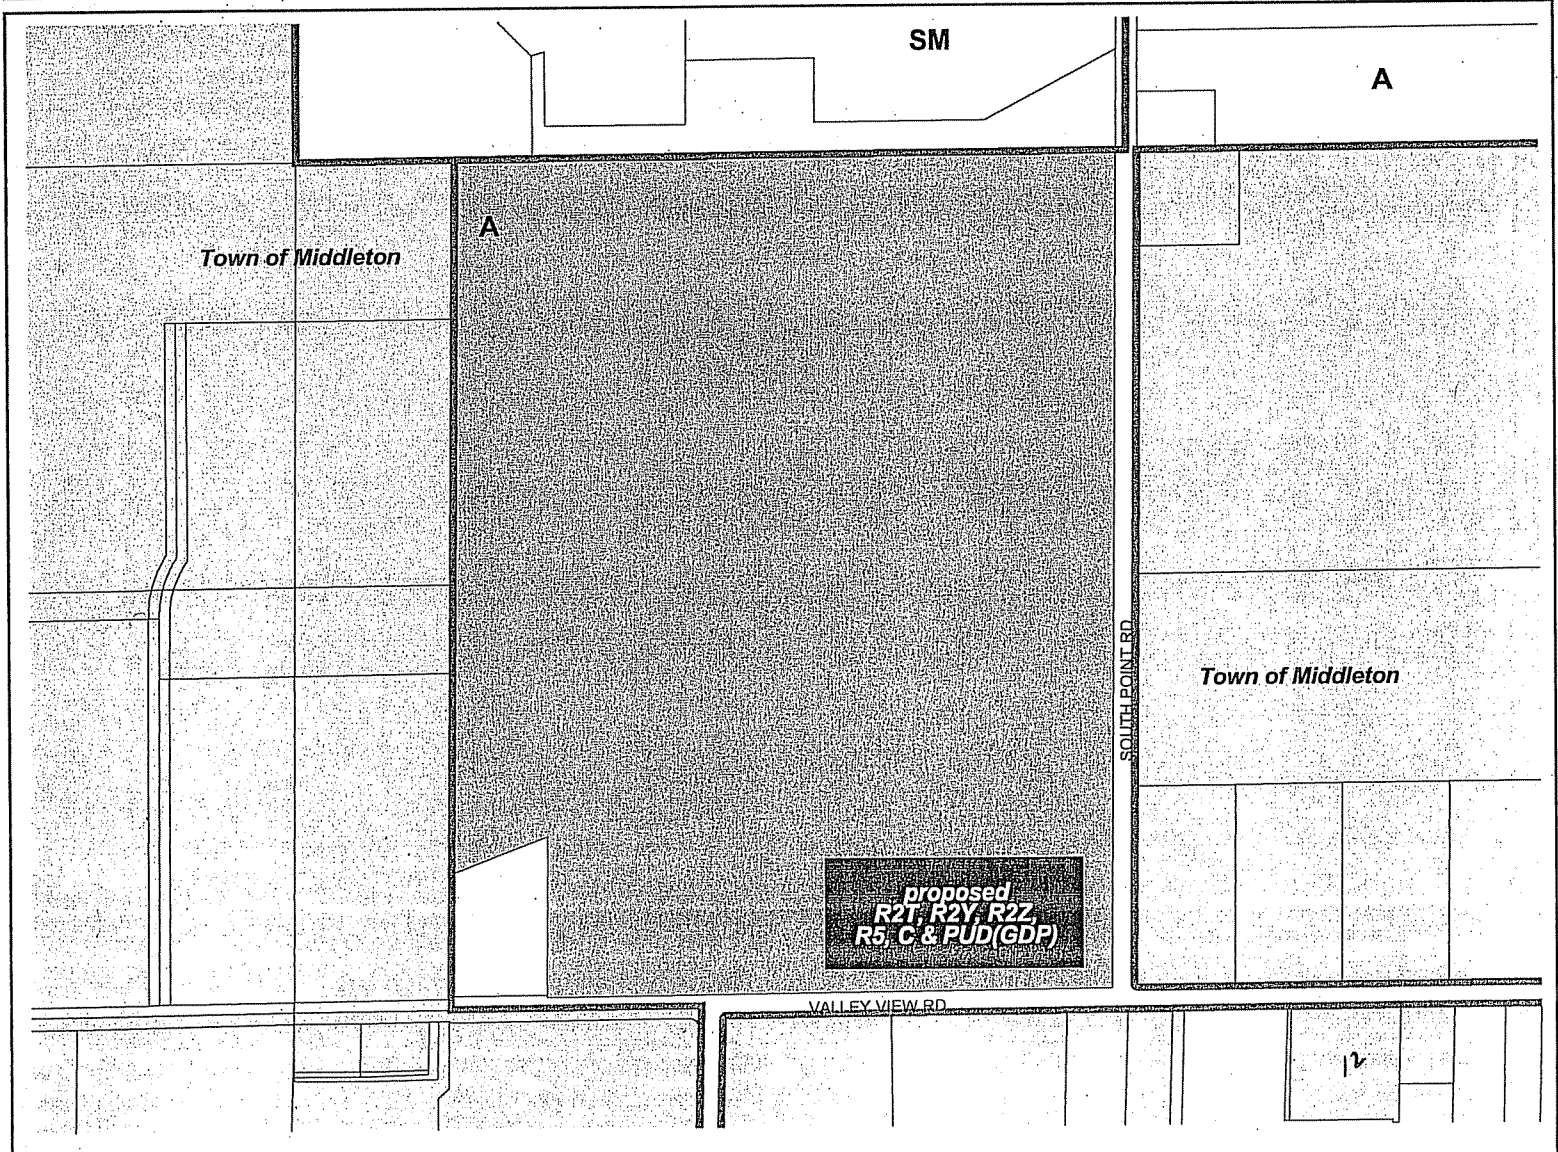 SM
A
A
Town of Middleton
SOUTH POINT RD
Town of Middleton
proposed
R2T, R2Y, R2Z,
R5, C & PUD(GDP)
VALLEY VIEW RD
12